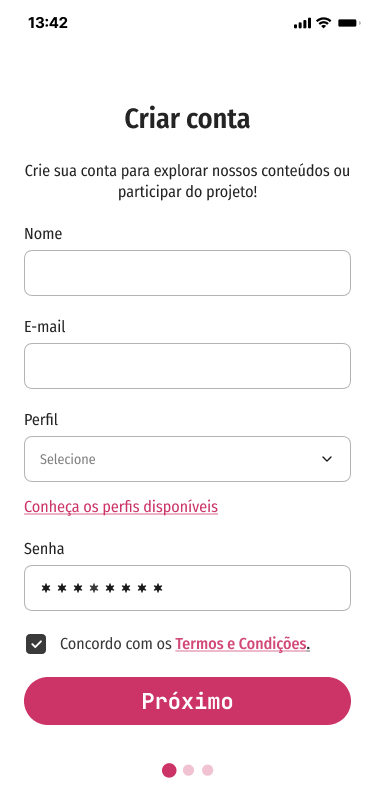 13:42
Criar conta
Crie sua conta para explorar nossos conteúdos ou
participar do projeto!
Nome
E-mail
Perfil
Selecione
Conheça os perfis disponíveis
Senha
********
Concordo com os Termos e Condições.
Próximo